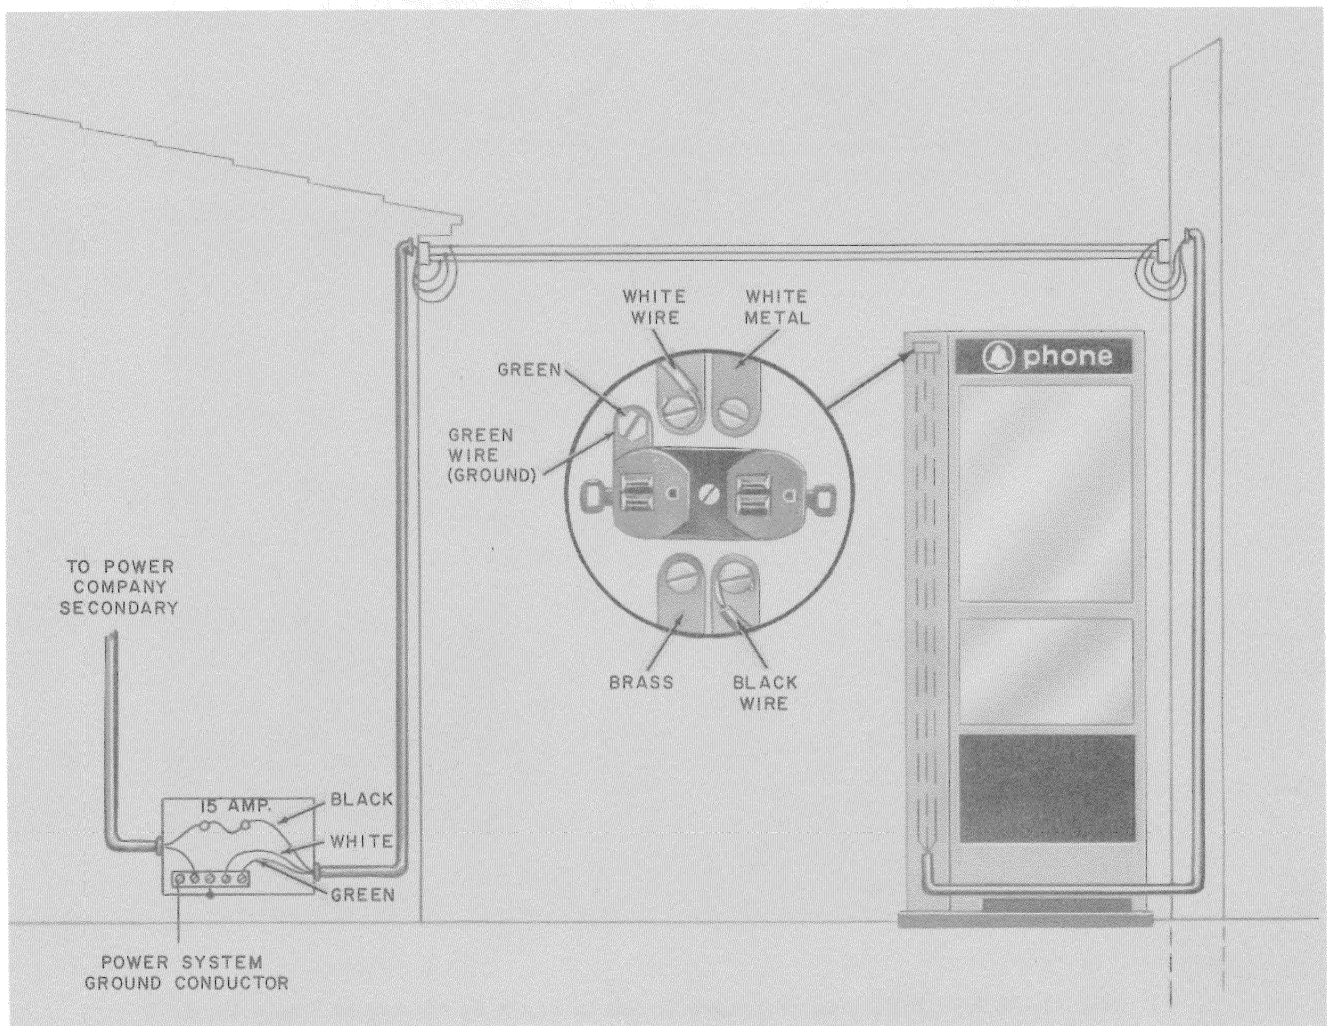 WHITE
WIRE
WHITE
METAL
phone
GREEN
GREEN
WIRE
(GROUND)
TO POWER
COMPANY
SECONDARY
BRASS
BLACK
WIRE
15 AMP.
BLACK
WHITE
GREEN
POWER SYSTEM
GROUND CONDUCTOR